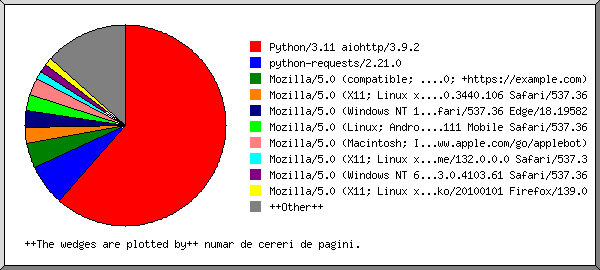 Python/3.11 aiohttp/3.9.2
python-requests/2.21.0
Mozilla/5.0 (compatible; ....0; +https://example.com)
Mozilla/5.0 (X11; Linux x...0.3440.106 Safari/537.36
Mozilla/5.0 (Windows NT 1...fari/537.36 Edge/18.19582
Mozilla/5.0 (Linux; Andro...111 Mobile Safari/537.36
Mozilla/5.0 (Macintosh; I...ww.apple.com/go/applebot)
Mozilla/5.0 (X11; Linux x...me/132.0.0.0 Safari/537.3
Mozilla/5.0 (Windows NT 6...3.0.4103.61 Safari/537.36
Mozilla/5.0 (X11; Linux x...ko/20100101 Firefox/139.0
++Other++
++The wedges are plotted by++ numar de cereri de pagini.